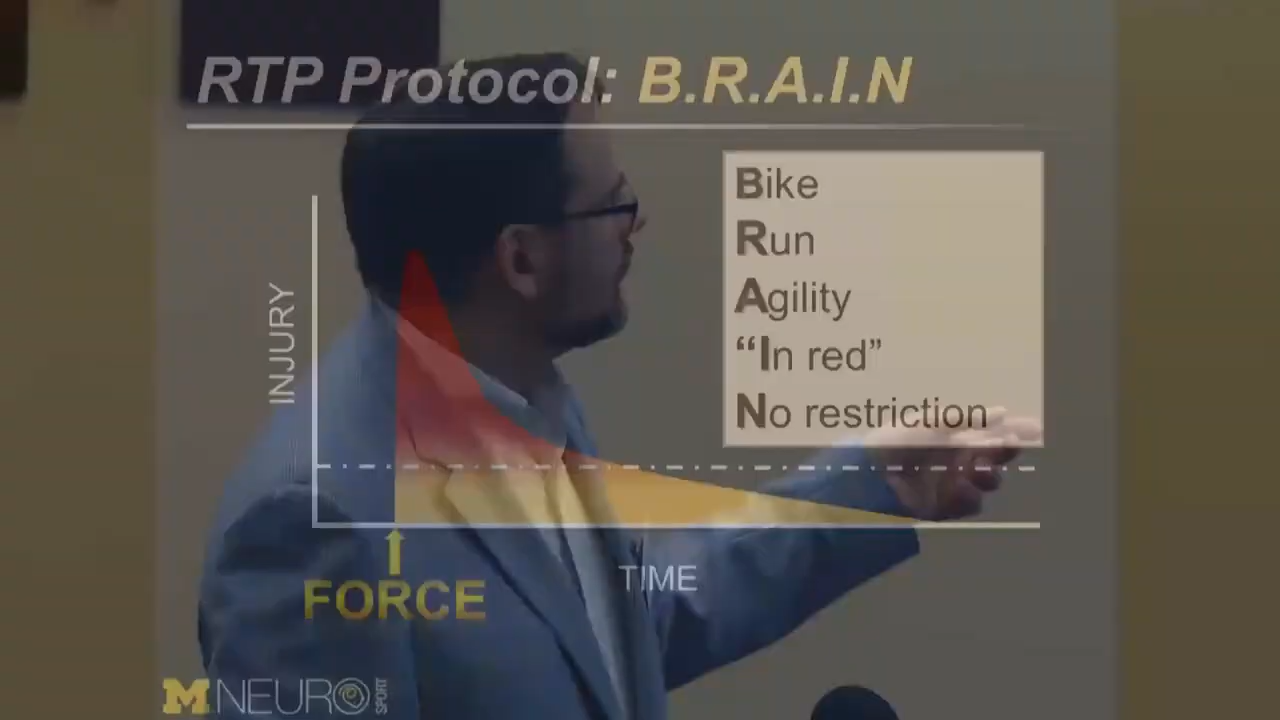 RTP Protocol: B.R.A.I.N
Bike
Run
Agility
“In red”
No restriction
INJURY
TIME
FORCE
M NEURO SPORT